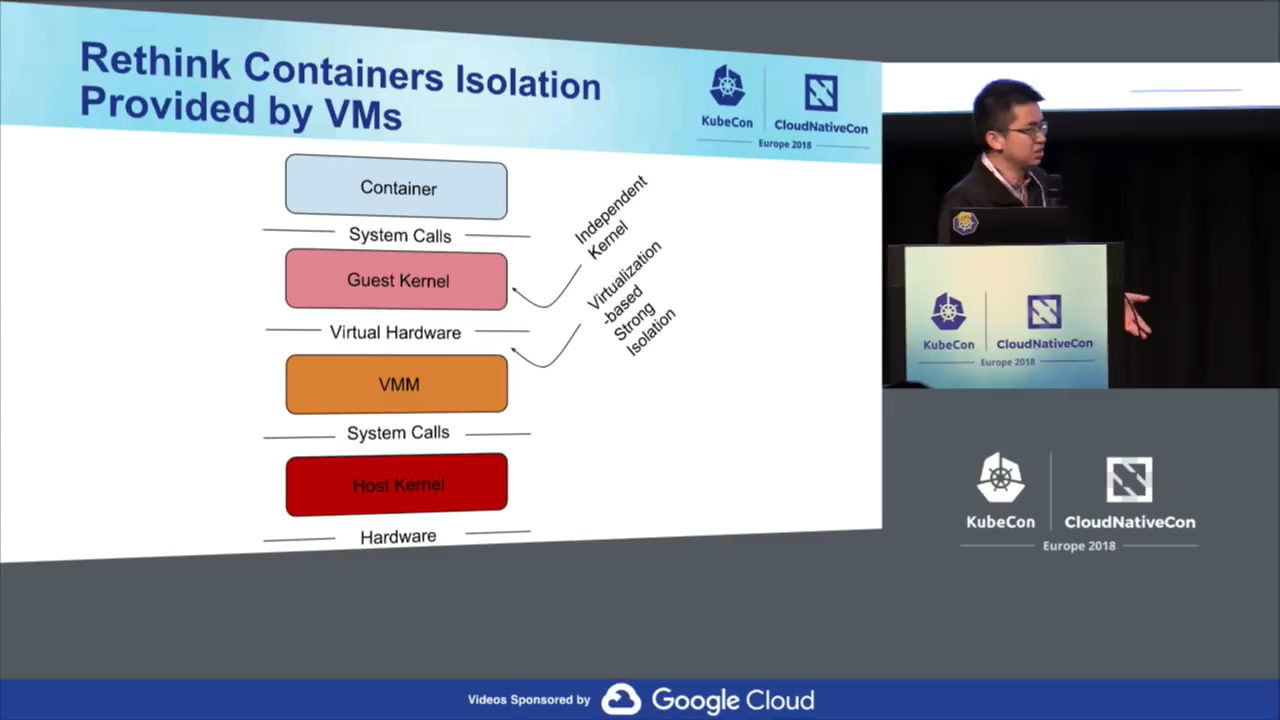 Rethink Containers Isolation
Provided by VMs
KubeCon
CloudNativeCon
Europe 2018
Container
System Calls
Guest Kernel
Virtual Hardware
VMM
System Calls
Host Kernel
Hardware
Independent
Kernel
Virtualization
-based
Strong
Isolation
KubeCon
CloudNativeCon
Europe 2018
KubeCon
CloudNativeCon
Europe 2018
Videos Sponsored by
Google Cloud